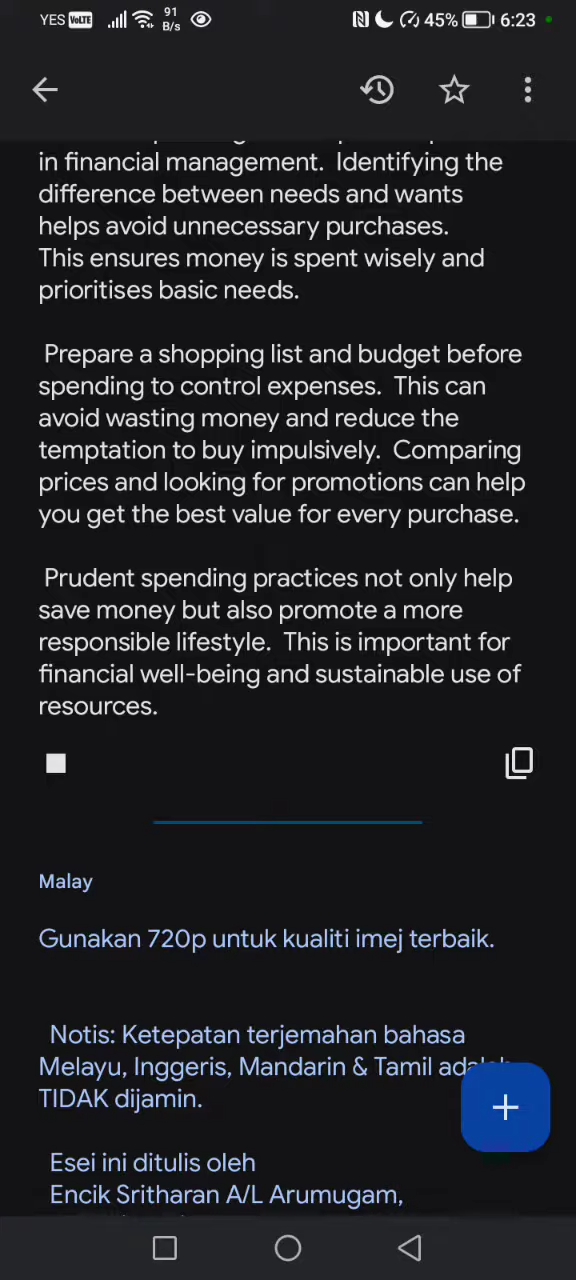 YES VoLTE 91 B/s 45% 6:23
in financial management. Identifying the
difference between needs and wants
helps avoid unnecessary purchases.
This ensures money is spent wisely and
prioritises basic needs.
Prepare a shopping list and budget before
spending to control expenses. This can
avoid wasting money and reduce the
temptation to buy impulsively. Comparing
prices and looking for promotions can help
you get the best value for every purchase.
Prudent spending practices not only help
save money but also promote a more
responsible lifestyle. This is important for
financial well-being and sustainable use of
resources.
Malay
Gunakan 720p untuk kualiti imej terbaik.
Notis: Ketepatan terjemahan bahasa
Melayu, Inggeris, Mandarin & Tamil adalah
TIDAK dijamin.
Esei ini ditulis oleh
Encik Sritharan A/L Arumugam,